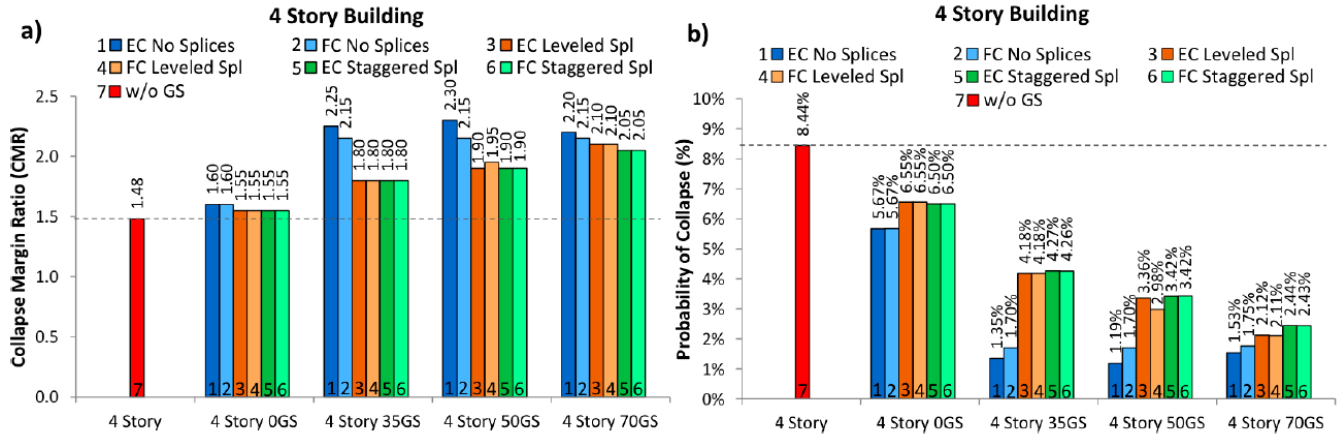 4 Story Building
a)
1 EC No Splices 2 FC No Splices 3 EC Leveled Spl
4 FC Leveled Spl 5 EC Staggered Spl 6 FC Staggered Spl
7 w/o GS
Collapse Margin Ratio (CMR)
2.5
2.0
1.5
1.0
0.5
0.0
1.48
1.60 1.60 1.55 1.55 1.55 1.55
2.25 2.15 1.80 1.80 1.80 1.80
2.30 2.15 1.90 1.95 1.90 1.90
2.20 2.15 2.10 2.10 2.05 2.05
7 1 2 3 4 5 6 1 2 3 4 5 6 1 2 3 4 5 6 1 2 3 4 5 6
4 Story 4 Story 0GS 4 Story 35GS 4 Story 50GS 4 Story 70GS
4 Story Building
b)
1 EC No Splices 2 FC No Splices 3 EC Leveled Spl
4 FC Leveled Spl 5 EC Staggered Spl 6 FC Staggered Spl
7 w/o GS
Probability of Collapse (%)
10%
9%
8%
7%
6%
5%
4%
3%
2%
1%
0%
8.44%
5.67% 5.67% 6.55% 6.55% 6.50% 6.50%
1.35% 1.70% 4.18% 4.18% 4.27% 4.26%
1.19% 1.70% 3.36% 2.98% 3.42% 3.42%
1.53% 1.75% 2.12% 2.11% 2.44% 2.43%
7 1 2 3 4 5 6 1 2 3 4 5 6 1 2 3 4 5 6 1 2 3 4 5 6
4 Story 4 Story 0GS 4 Story 35GS 4 Story 50GS 4 Story 70GS